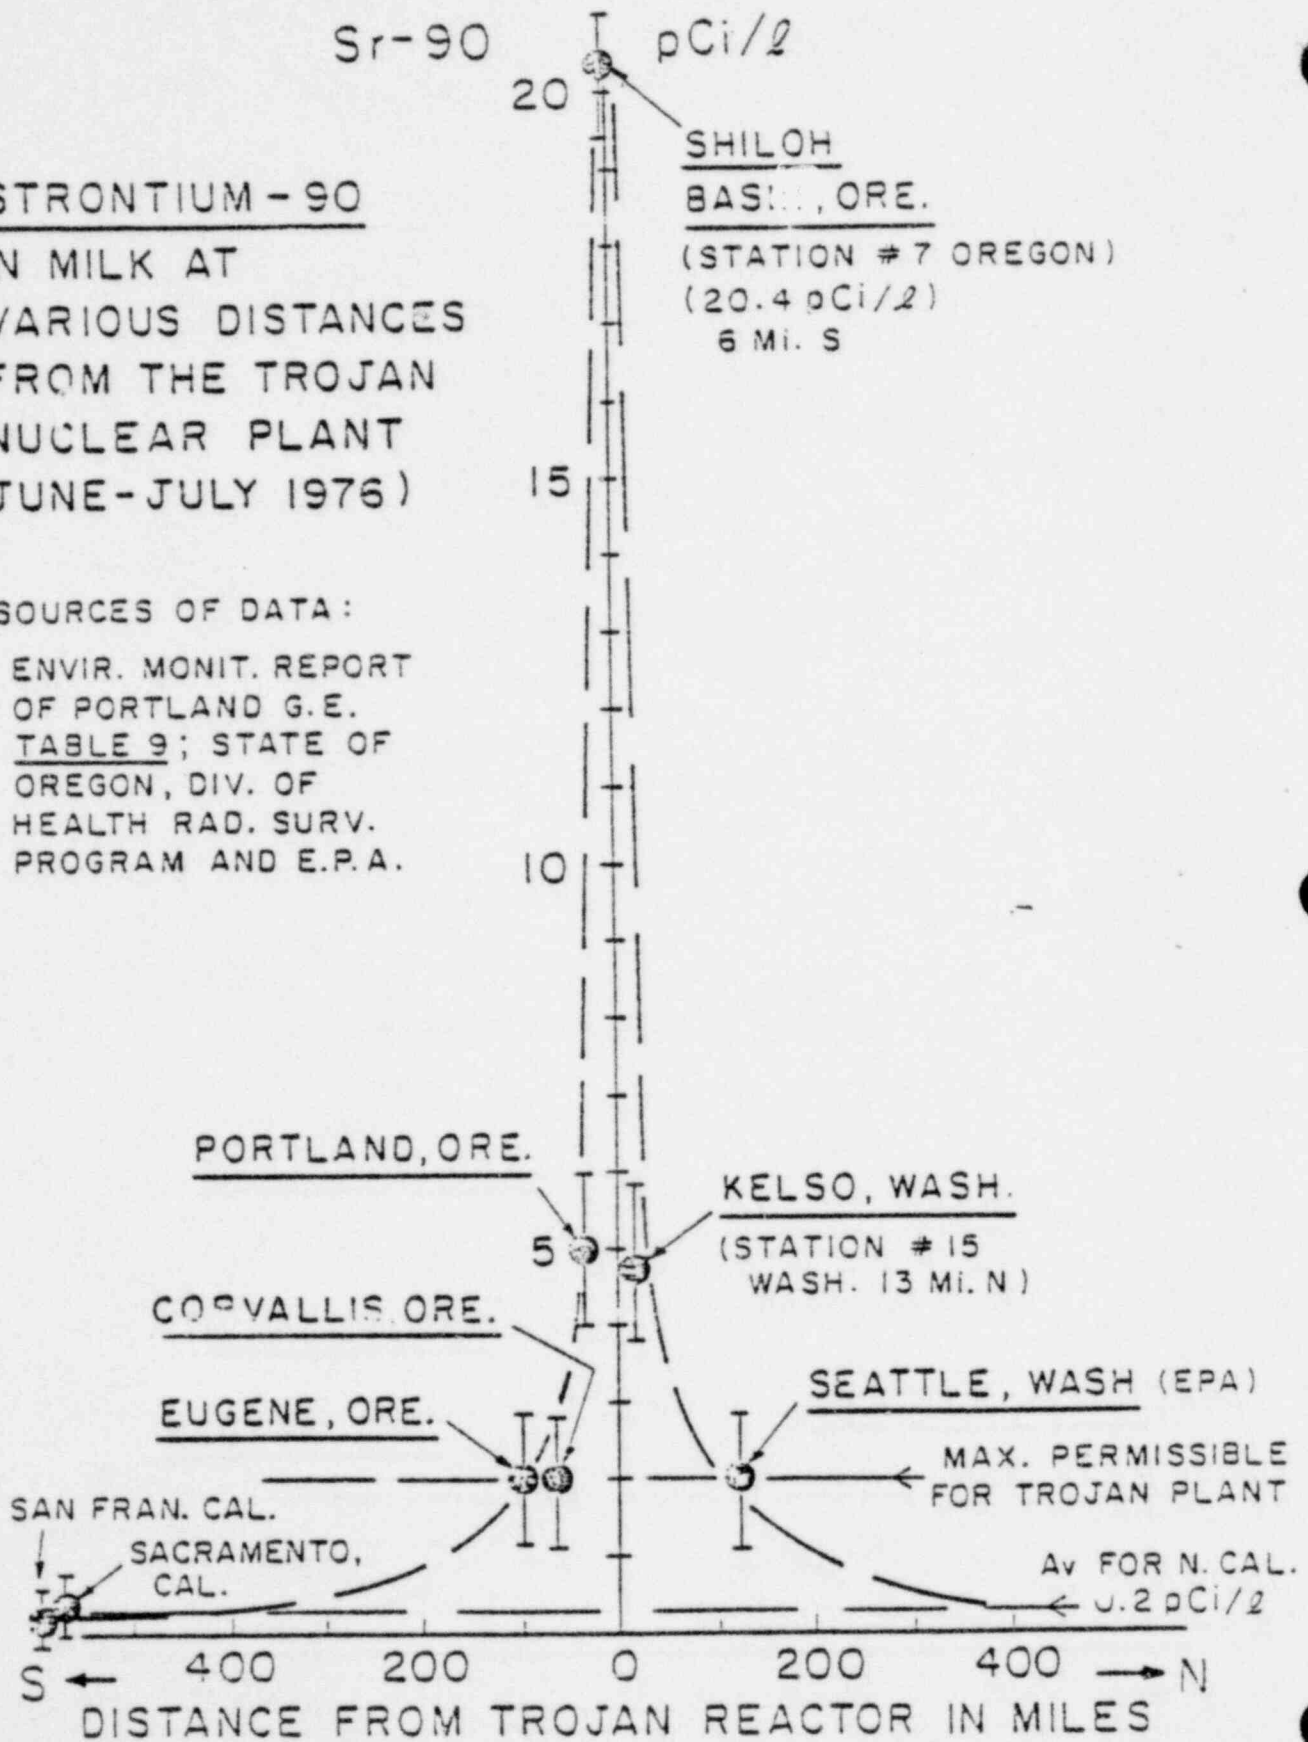 Sr-90 pCi/ℓ
20
SHILOH
ORE.
(STATION # 7 OREGON)
(20.4 pCi/ℓ)
6 Mi. S
STRONTIUM-90
N MILK AT
VARIOUS DISTANCES
FROM THE TROJAN
NUCLEAR PLANT
JUNE-JULY 1976)
15
SOURCES OF DATA:
ENVIR. MONIT. REPORT
OF PORTLAND G.E.
TABLE 9; STATE OF
OREGON, DIV. OF
HEALTH RAD. SURV.
PROGRAM AND E.P.A.
10
PORTLAND, ORE.
KELSO, WASH.
(STATION # 15
WASH. 13 Mi. N)
5
CORVALLIS ORE.
EUGENE, ORE.
SEATTLE, WASH (EPA)
MAX. PERMISSIBLE
FOR TROJAN PLANT
SAN FRAN. CAL.
SACRAMENTO,
CAL.
Av FOR N. CAL.
0.2 pCi/ℓ
S 400 200 0 200 400 N
DISTANCE FROM TROJAN REACTOR IN MILES